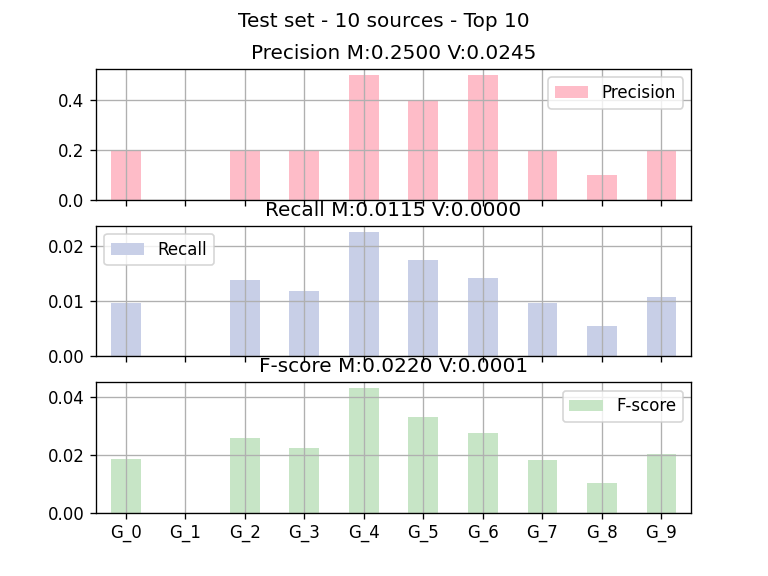 Test set - 10 sources - Top 10
Precision M:0.2500 V:0.0245
0.4
0.2
0.0
Precision
Recall M:0.0115 V:0.0000
0.02
0.01
0.00
Recall
F-score M:0.0220 V:0.0001
0.04
0.02
0.00
F-score
G_0 G_1 G_2 G_3 G_4 G_5 G_6 G_7 G_8 G_9